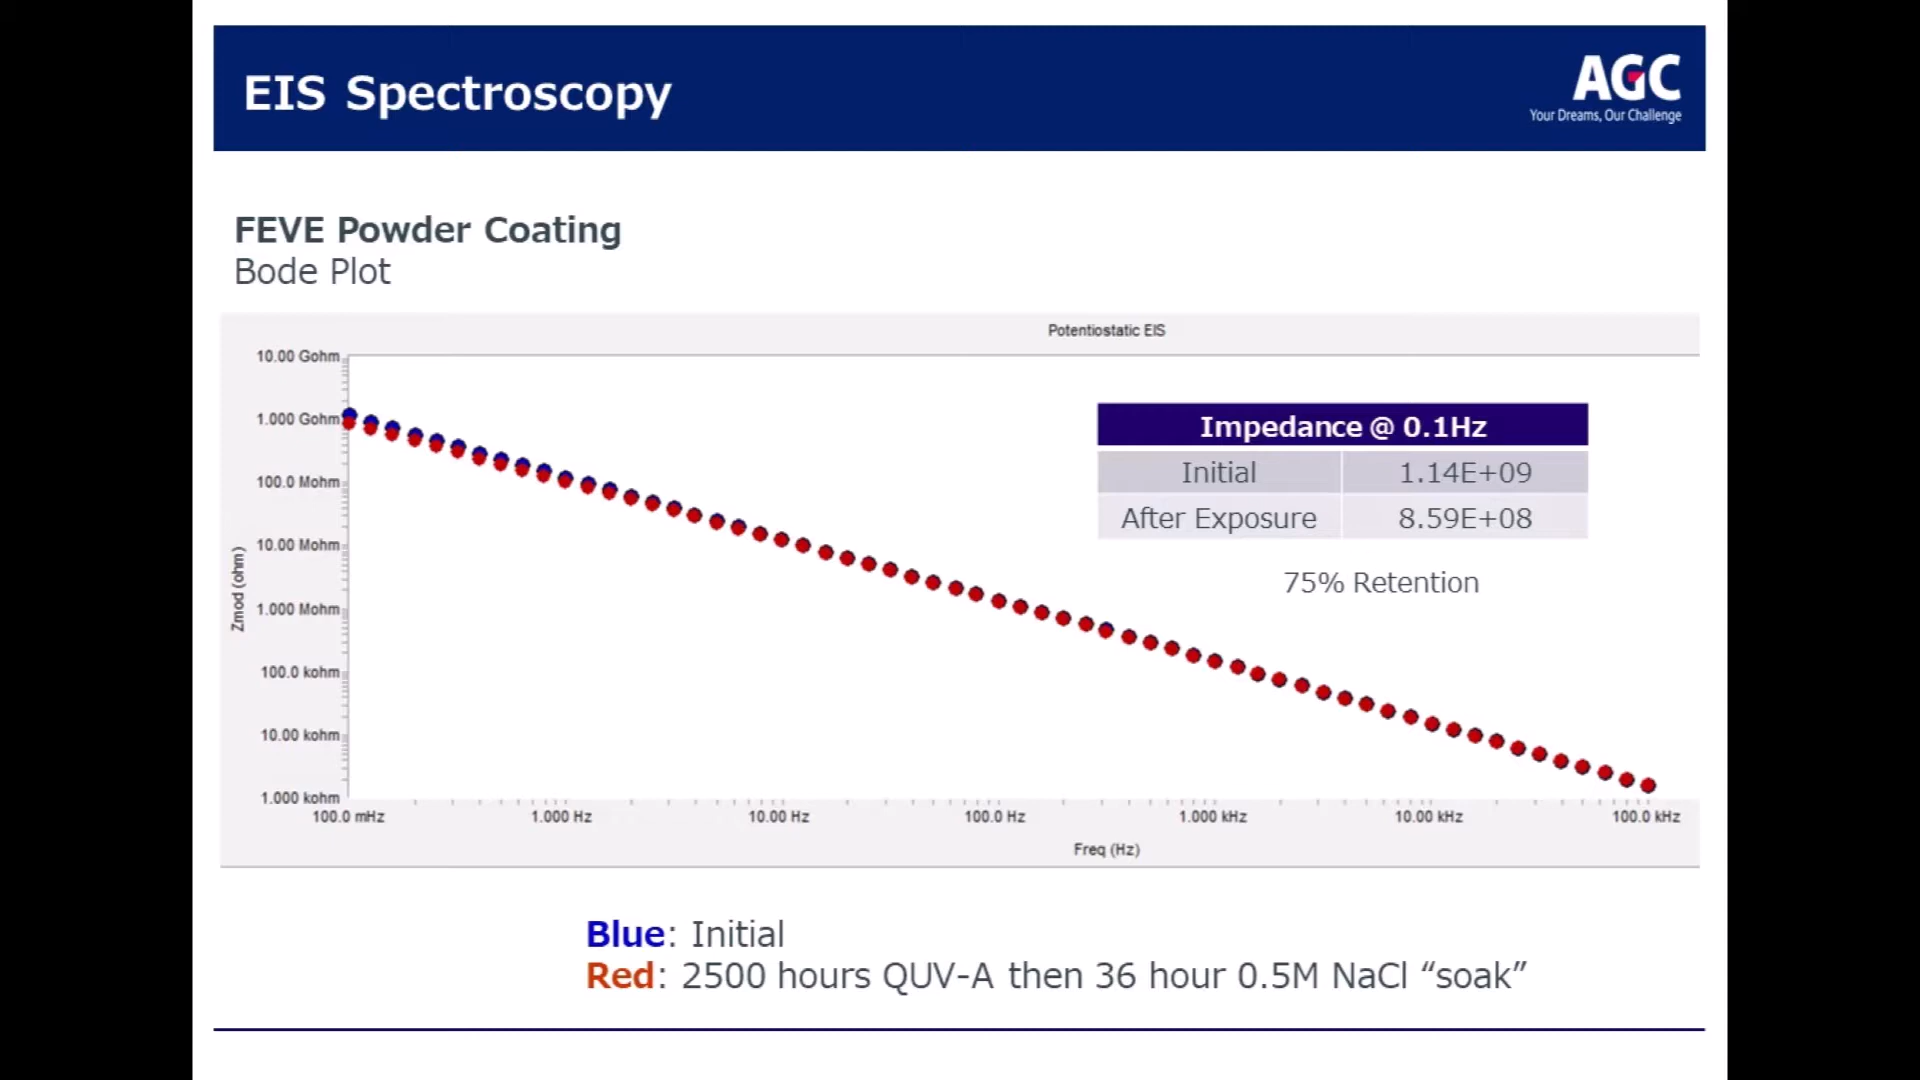 EIS Spectroscopy
AGC
Your Dreams, Our Challenge
FEVE Powder Coating
Bode Plot
Potentiostatic EIS
10.00 Gohm
1.000 Gohm
100.0 Mohm
10.00 Mohm
1.000 Mohm
100.0 kohm
10.00 kohm
1.000 kohm
Zmod (ohm)
Impedance @ 0.1Hz
Initial 1.14E+09
After Exposure 8.59E+08
75% Retention
100.0 mHz 1.000 Hz 10.00 Hz 100.0 Hz 1.000 kHz 10.00 kHz 100.0 kHz
Freq (Hz)
Blue: Initial
Red: 2500 hours QUV-A then 36 hour 0.5M NaCl “soak”